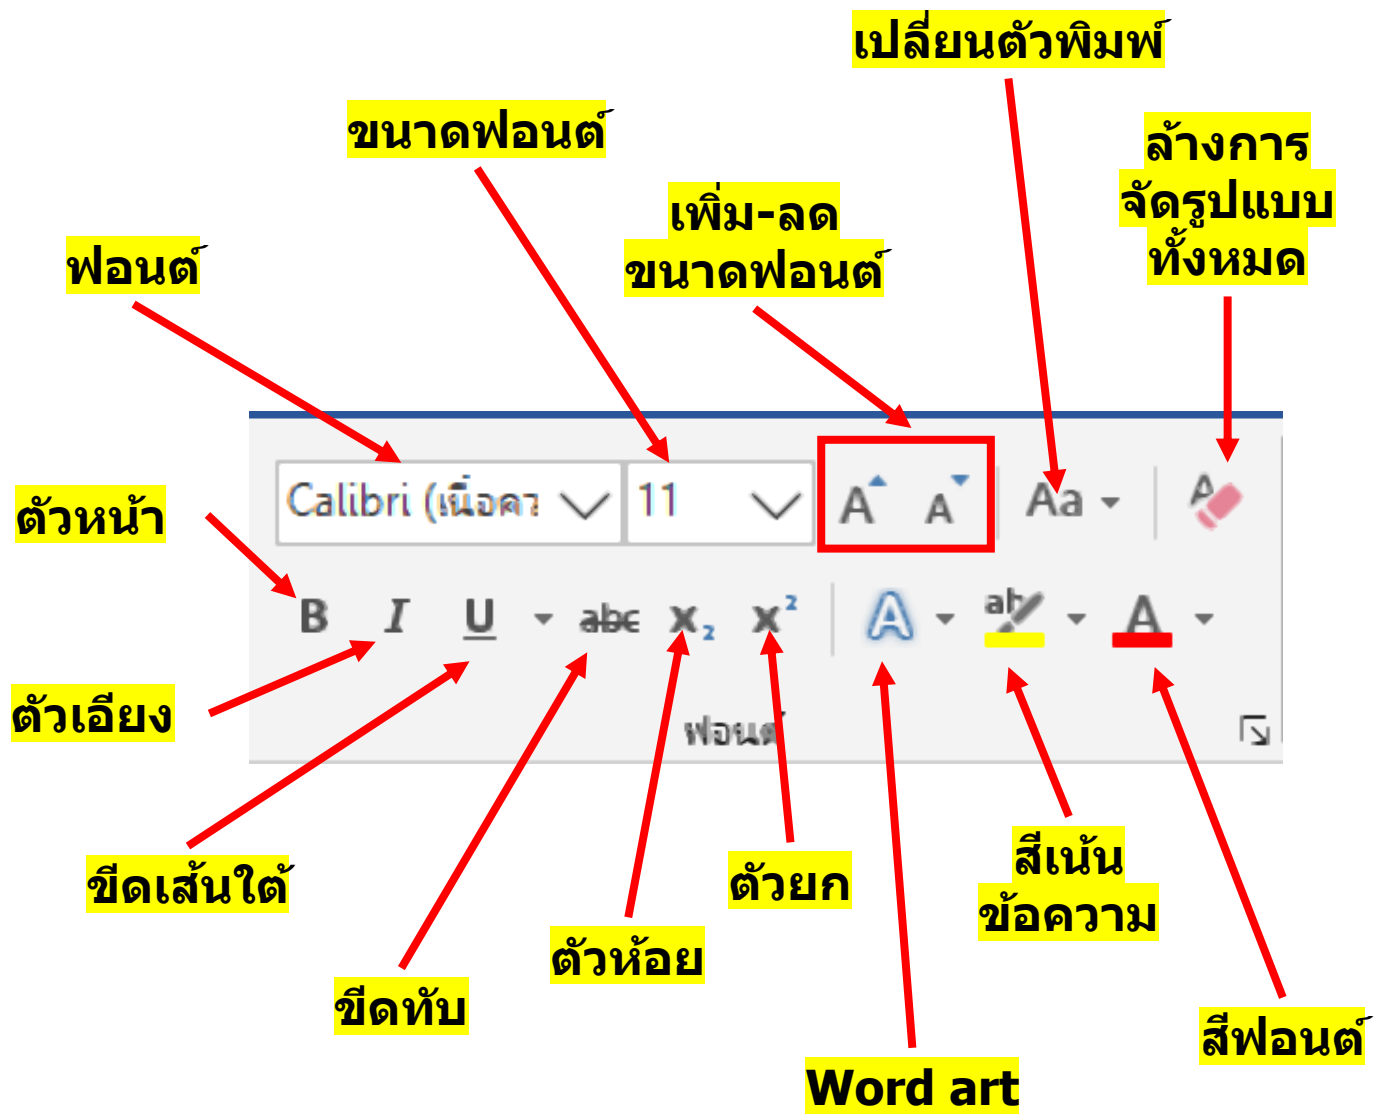 เปลี่ยนตัวพิมพ์
ขนาดฟอนต์
ล้างการ
จัดรูปแบบ
ทั้งหมด
เพิ่ม-ลด
ขนาดฟอนต์
ฟอนต์
Calibri (เนื้อคว
11
A A
Aa
A
ตัวหน้า
B I U abc x₂ x² A ab A
ตัวเอียง
ฟอนต์
ขีดเส้นใต้
ตัวยก
สีเน้น
ข้อความ
ตัวห้อย
ขีดทับ
สีฟอนต์
Word art